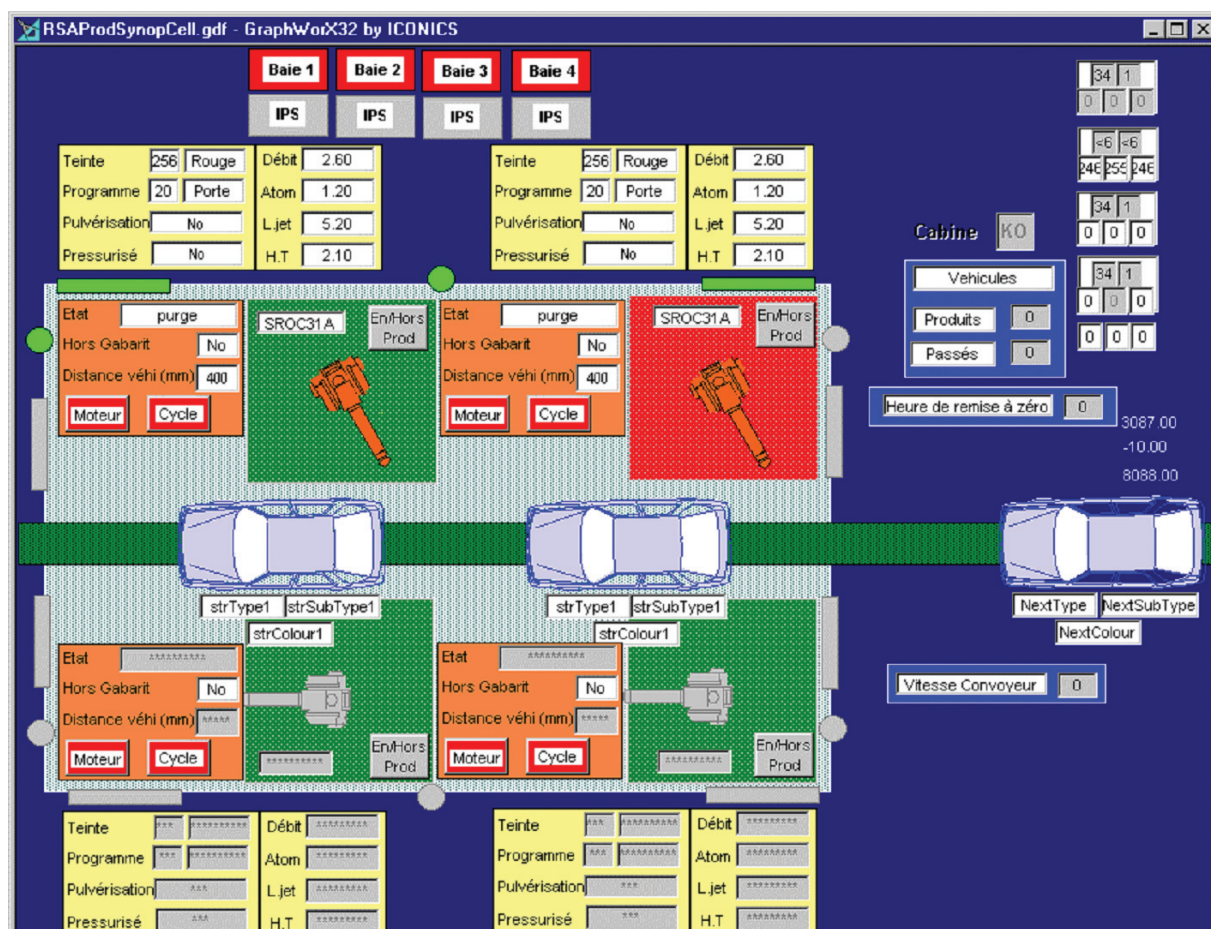 RSAProdSynopCell.gdf - GraphWorX32 by ICONICS
Baie 1 Baie 2 Baie 3 Baie 4
IPS IPS IPS IPS
34 1
0 0 0
<6 <6
246 255 246
34 1
0 0 0
34 1
0 0 0
0 0 0
Teinte 256 Rouge Débit 2.60
Programme 20 Porte Atom 1.20
Pulvérisation No L.jet 5.20
Pressurisé No H.T 2.10
Teinte 256 Rouge Débit 2.60
Programme 20 Porte Atom 1.20
Pulvérisation No L.jet 5.20
Pressurisé No H.T 2.10
Cabine KO
Vehicules
Produits 0
Passés 0
Heure de remise à zéro 0
3087.00
-10.00
8088.00
Etat purge
Hors Gabarit No
Distance véhi (mm) 400
Moteur Cycle
SROC31A En/Hors
Prod
Etat purge
Hors Gabarit No
Distance véhi (mm) 400
Moteur Cycle
SROC31A En/Hors
Prod
strType1 strSubType1
strColour1
strType1 strSubType1
strColour1
NextType NextSubType
NextColour
Vitesse Convoyeur 0
Etat **********
Hors Gabarit No
Distance véhi (mm) *****
Moteur Cycle
********** En/Hors
Prod
Etat **********
Hors Gabarit No
Distance véhi (mm) *****
Moteur Cycle
********** En/Hors
Prod
Teinte *** ********** Débit *********
Programme *** ********** Atom *********
Pulvérisation *** L.jet *********
Pressurisé *** H.T *********
Teinte *** ********** Débit *********
Programme *** ********** Atom *********
Pulvérisation *** L.jet *********
Pressurisé *** H.T *********